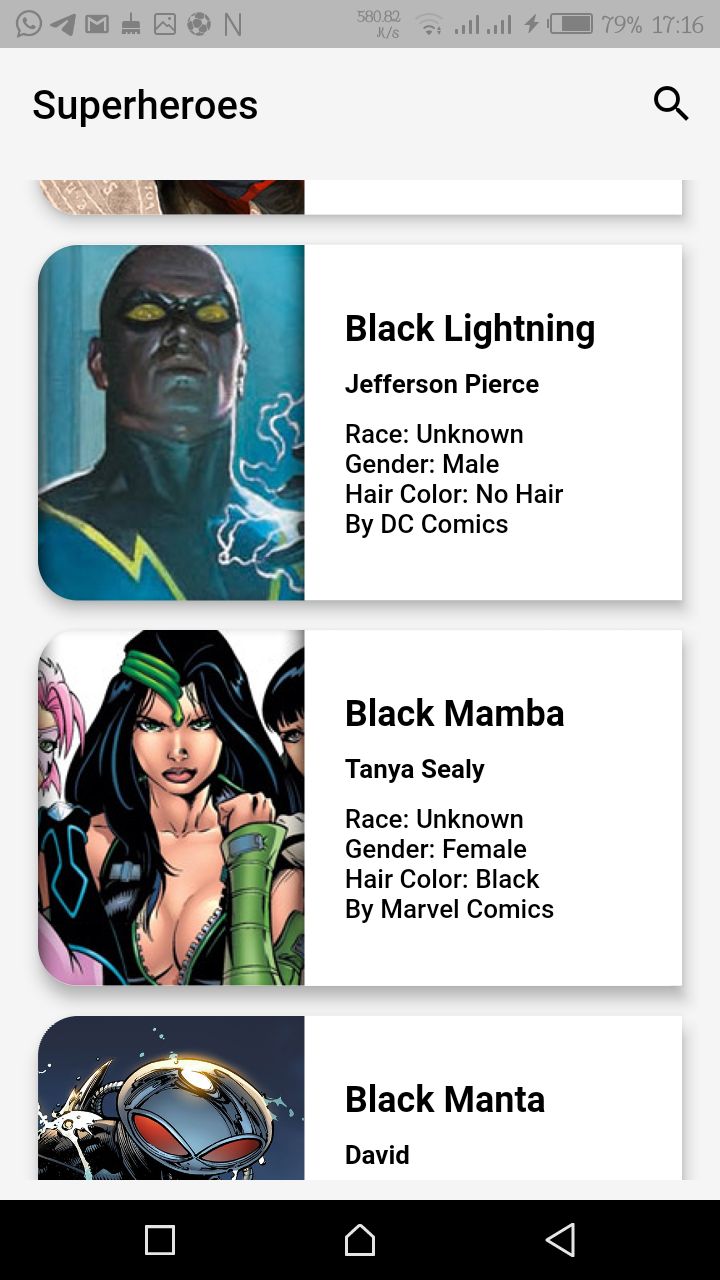 580.82
K/s
79% 17:16
Superheroes
Black Lightning
Jefferson Pierce
Race: Unknown
Gender: Male
Hair Color: No Hair
By DC Comics
Black Mamba
Tanya Sealy
Race: Unknown
Gender: Female
Hair Color: Black
By Marvel Comics
Black Manta
David